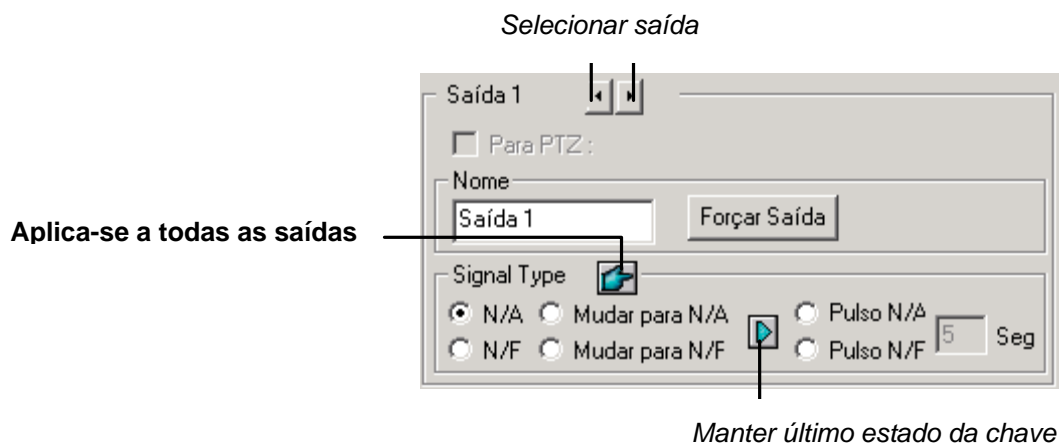 Selecionar saída
Saída 1
Para PTZ :
Nome
Saída 1
Forçar Saída
Aplica-se a todas as saídas
Signal Type
N/A Mudar para N/A Pulso N/A
N/F Mudar para N/F Pulso N/F 5 Seg
Manter último estado da chave